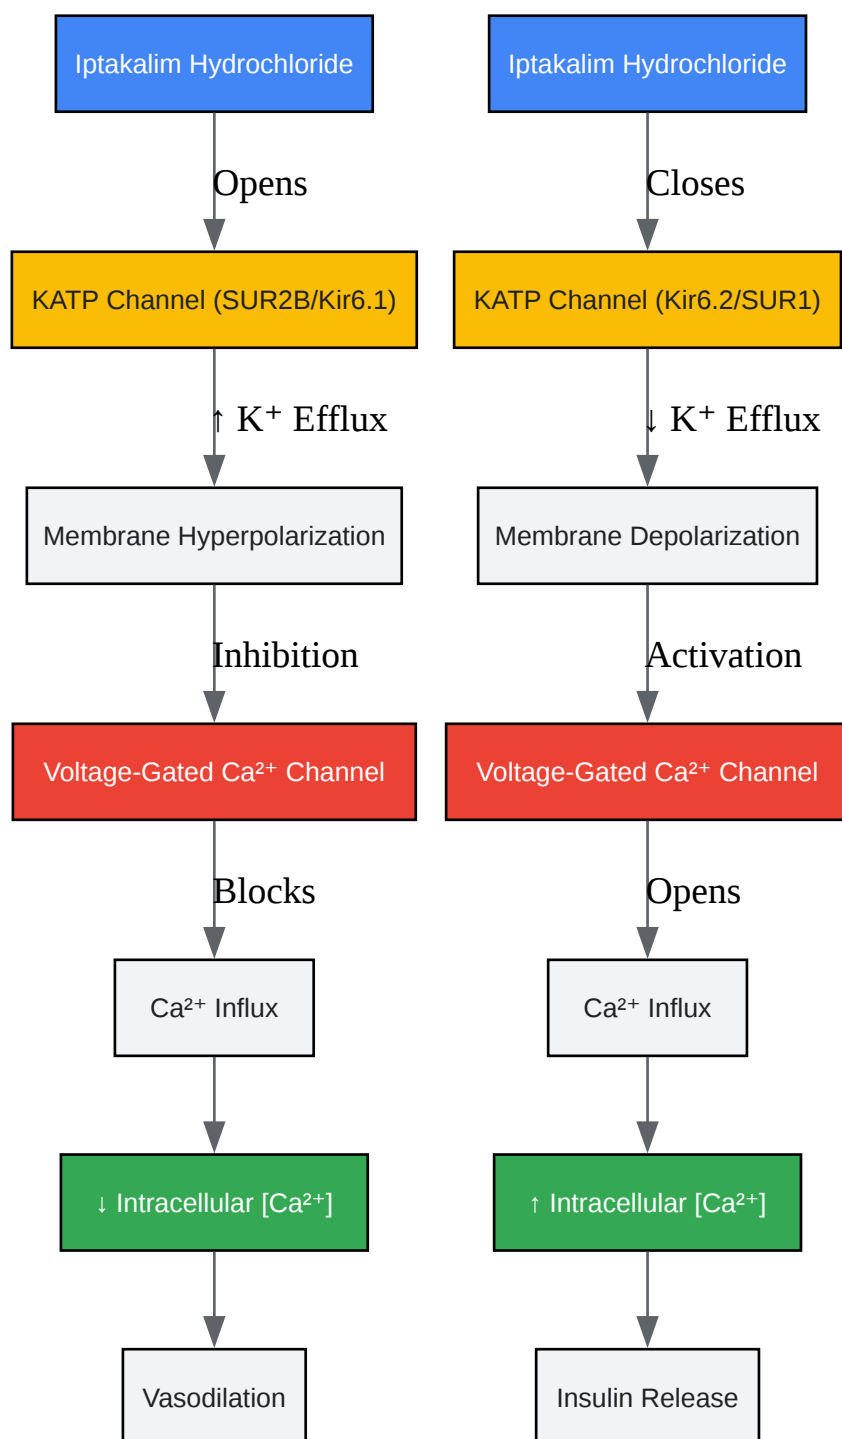 Iptakalim Hydrochloride
Opens
KATP Channel (SUR2B/Kir6.1)
↑ K⁺ Efflux
Membrane Hyperpolarization
Inhibition
Voltage-Gated Ca²⁺ Channel
Blocks
Ca²⁺ Influx
↓ Intracellular [Ca²⁺]
Vasodilation
Iptakalim Hydrochloride
Closes
KATP Channel (Kir6.2/SUR1)
↓ K⁺ Efflux
Membrane Depolarization
Activation
Voltage-Gated Ca²⁺ Channel
Opens
Ca²⁺ Influx
↑ Intracellular [Ca²⁺]
Insulin Release